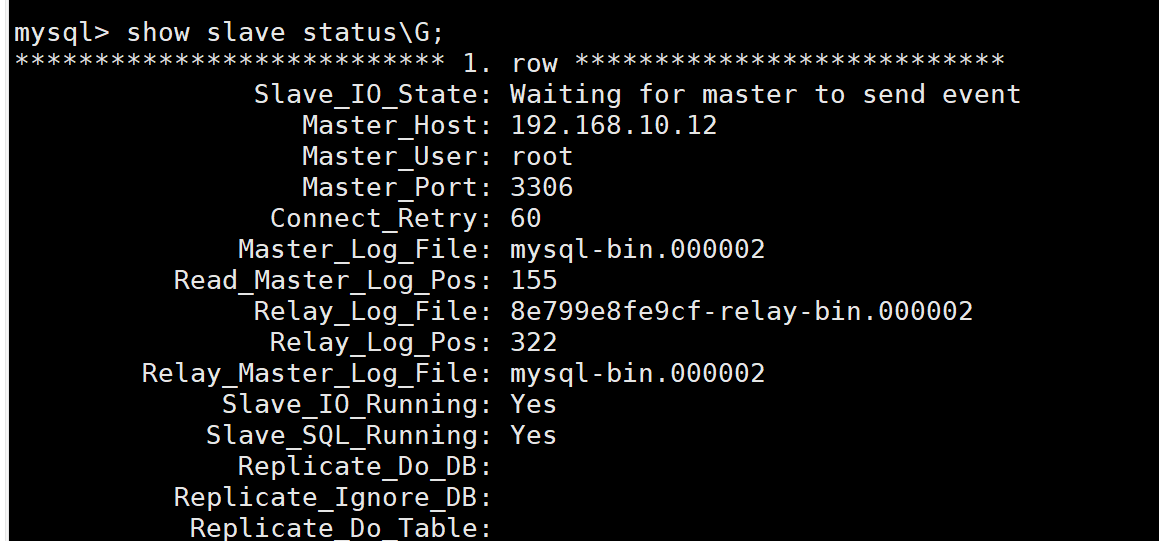 mysql> show slave status\G;
*************************** 1. row ***************************
Slave_IO_State: Waiting for master to send event
Master_Host: 192.168.10.12
Master_User: root
Master_Port: 3306
Connect_Retry: 60
Master_Log_File: mysql-bin.000002
Read_Master_Log_Pos: 155
Relay_Log_File: 8e799e8fe9cf-relay-bin.000002
Relay_Log_Pos: 322
Relay_Master_Log_File: mysql-bin.000002
Slave_IO_Running: Yes
Slave_SQL_Running: Yes
Replicate_Do_DB:
Replicate_Ignore_DB:
Replicate_Do_Table: